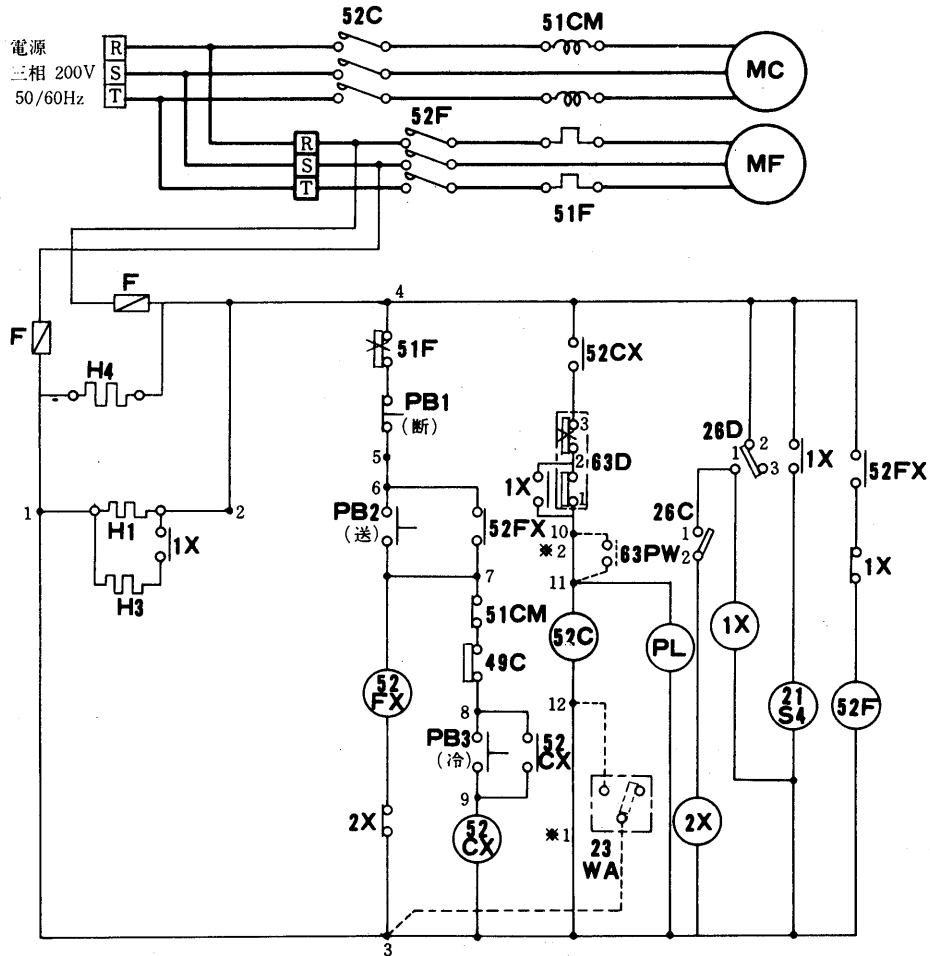 52C
51CM
電源
三相 200V
50/60Hz
R
S
T
MC
52F
R
S
T
MF
51F
F
F
4
H4
51F
52CX
PB1
(断)
3
2
63D
1
26D
2
1
3
1X
52FX
5
6
1X
1
2
H1
1X
H3
PB2
(送)
52FX
10
※2
63PW
26C
1
2
1X
7
11
51CM
49C
52C
PL
1X
52
FX
8
12
21
S4
52F
PB3
(冷)
52
CX
9
2X
52
CX
※1
23
WA
2X
3